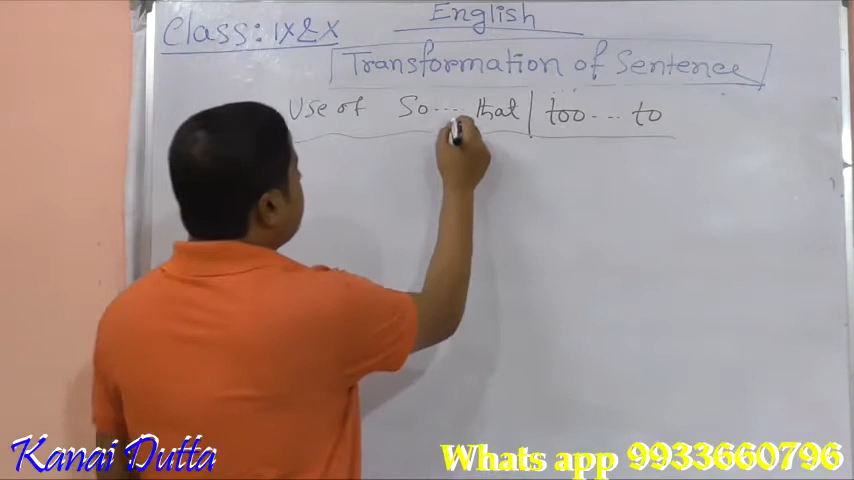 English
Class: IX & X
Transformation of Sentence
Use of So.... that | too... to
Kanai Dutta
Whats app 9933660796